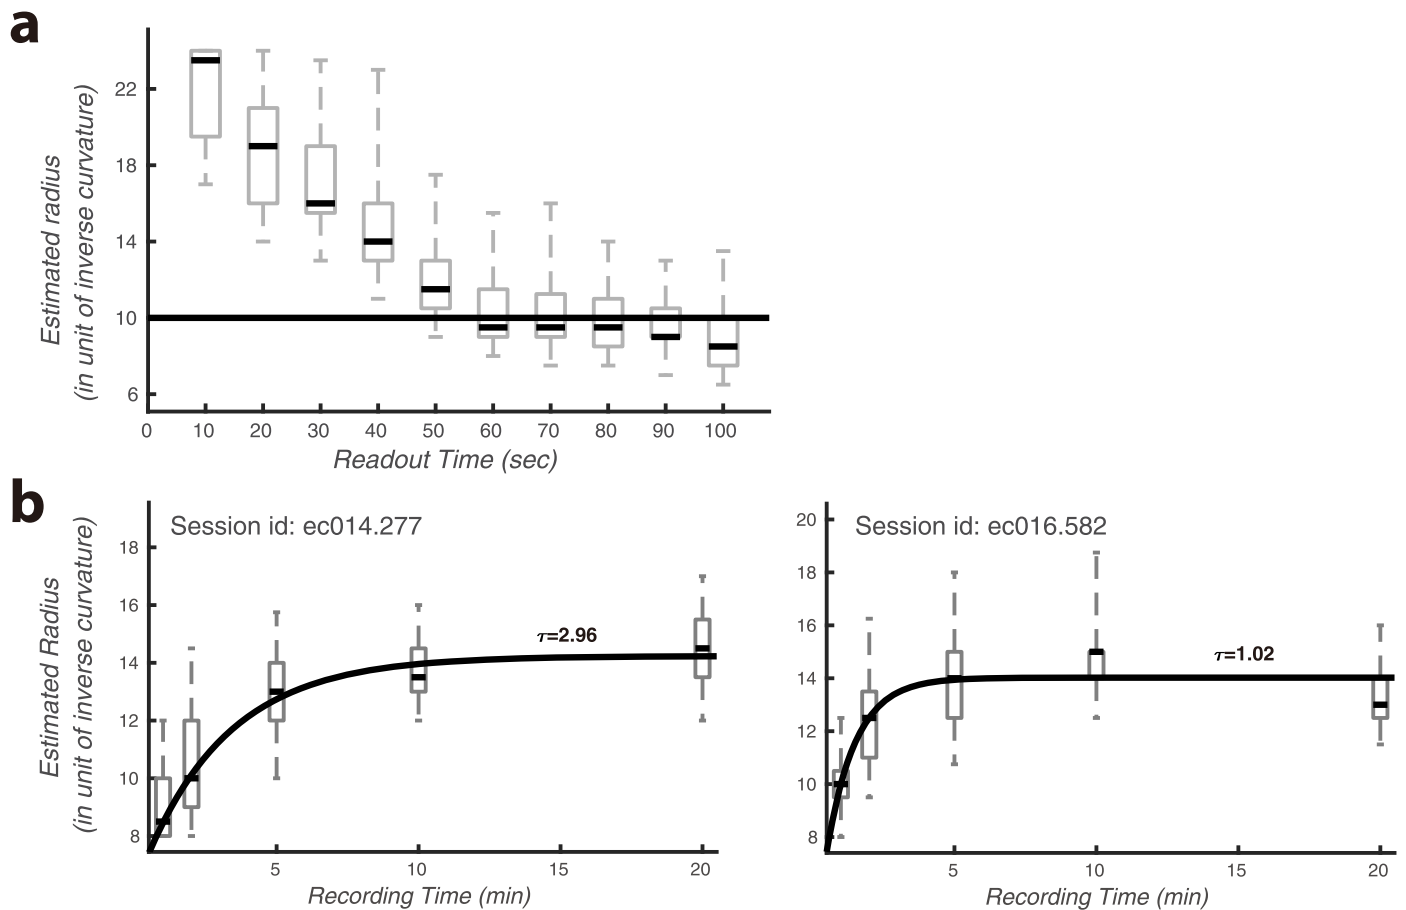 a
Estimated radius
(in unit of inverse curvature)
22
18
14
10
6
0 10 20 30 40 50 60 70 80 90 100
Readout Time (sec)
b
Estimated Radius
(in unit of inverse curvature)
Session id: ec014.277
18
16
14
12
10
8
τ=2.96
5 10 15 20
Recording Time (min)
Session id: ec016.582
20
18
16
14
12
10
8
τ=1.02
5 10 15 20
Recording Time (min)